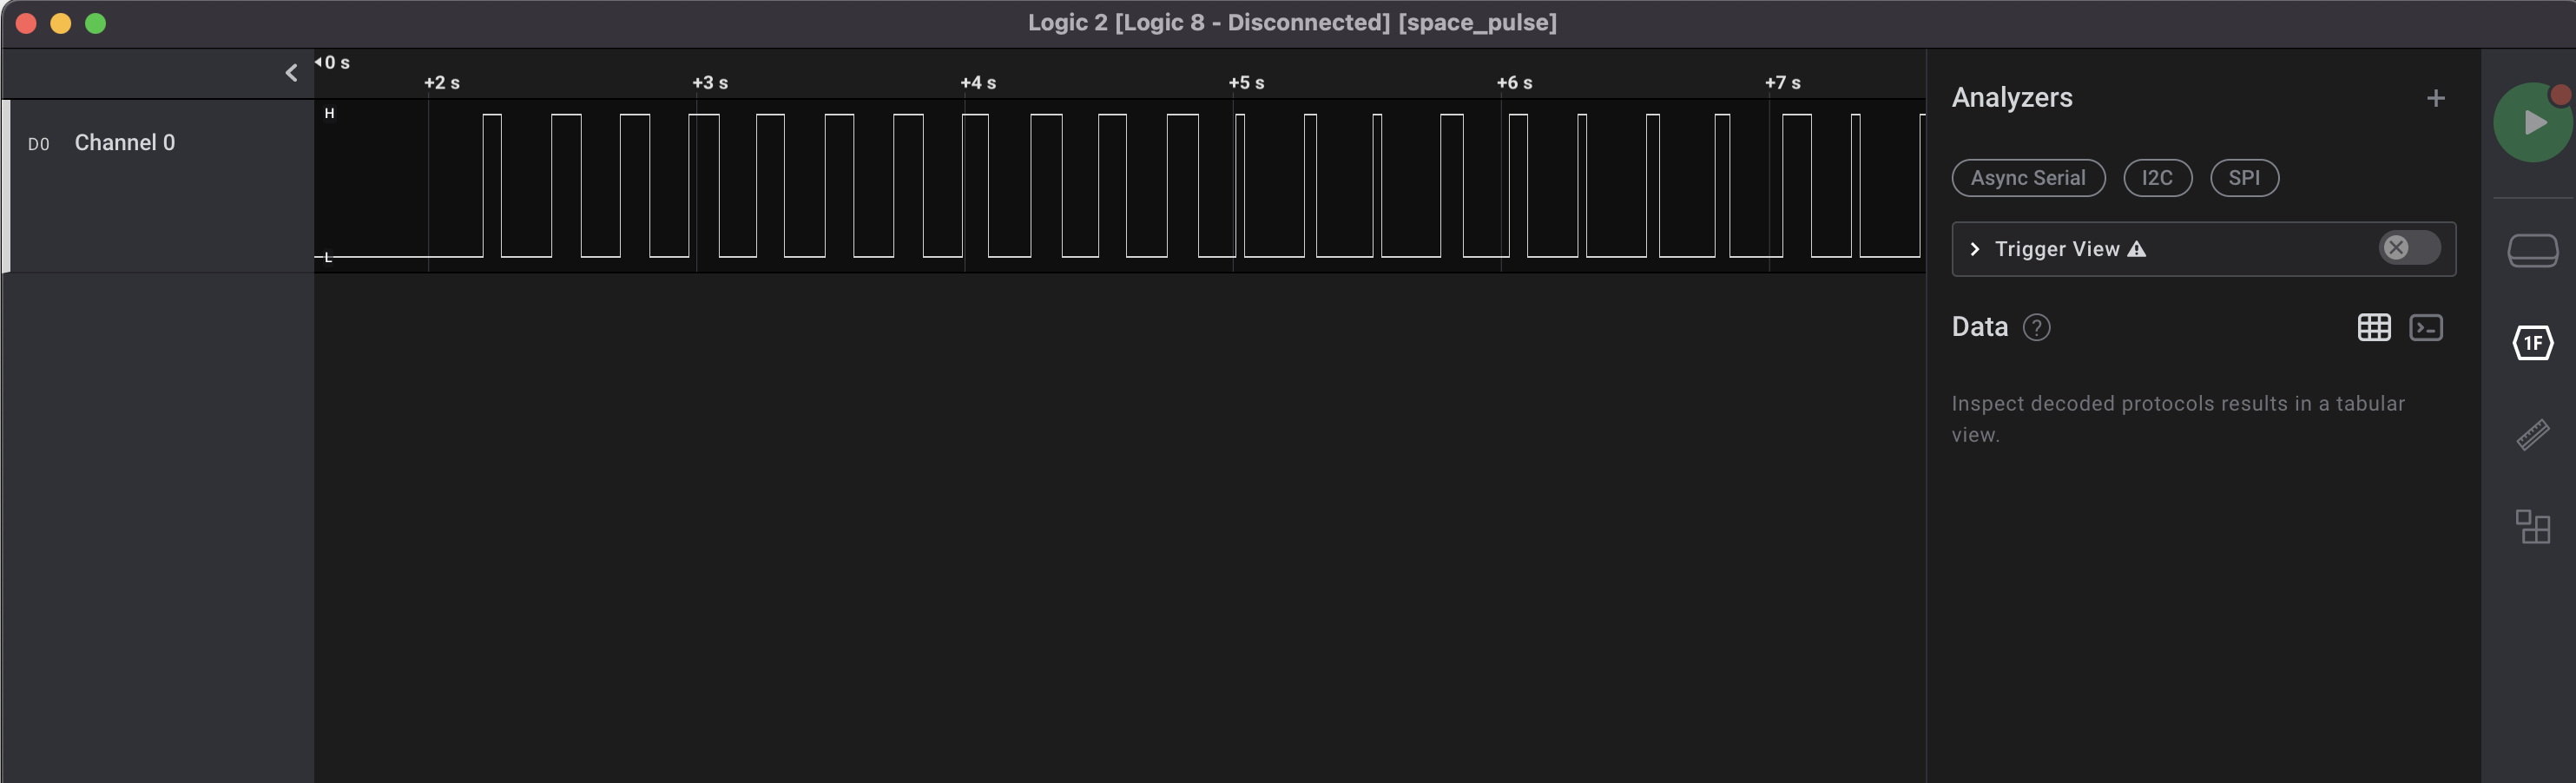 Logic 2 [Logic 8 - Disconnected] [space_pulse]
0 s
+2 s +3 s +4 s +5 s +6 s +7 s
D0 Channel 0
H
L
Analyzers
Async Serial I2C SPI
Trigger View
Data
Inspect decoded protocols results in a tabular
view.
1F